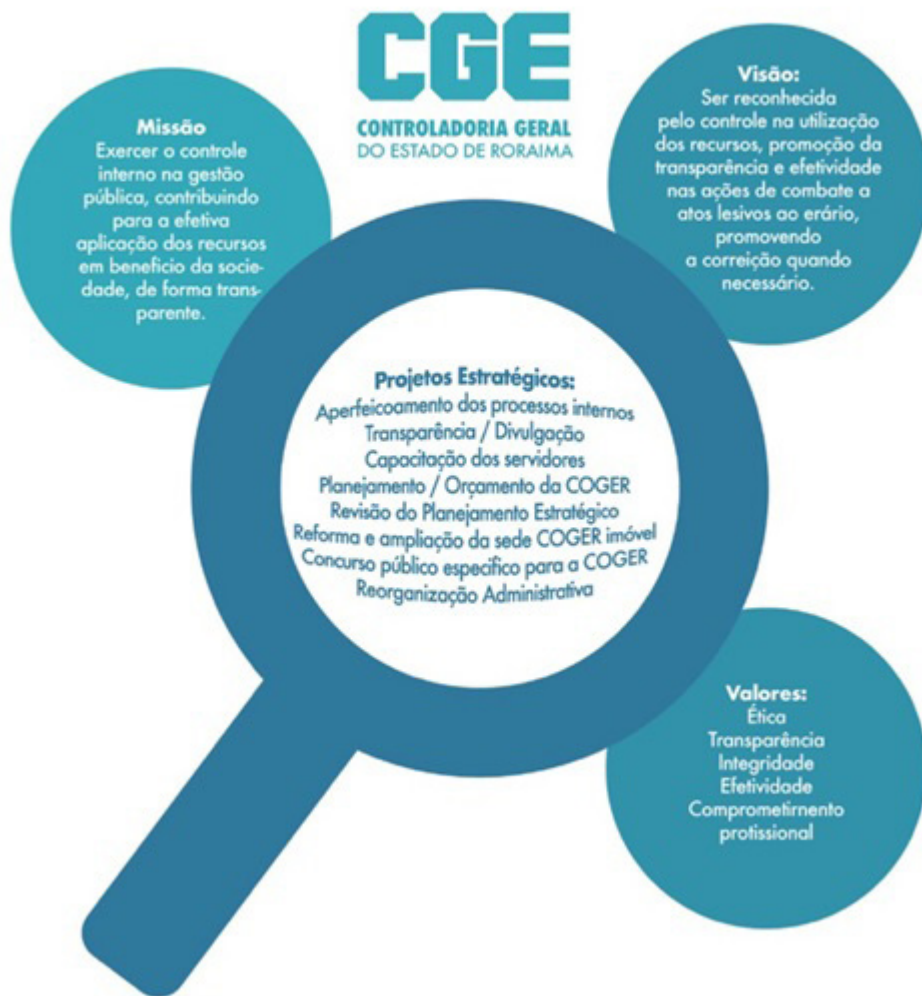 CGE
CONTROLADORIA GERAL
DO ESTADO DE RORAIMA
Missão
Exercer o controle
interno na gestão
pública, contribuindo
para a efetiva
aplicação dos recursos
em beneficio da socie-
dade, de forma trans-
parente.
Visão:
Ser reconhecida
pelo controle na utilização
dos recursos, promoção da
transparência e efetividade
nas ações de combate a
atos lesivos ao erário,
promovendo
a correição quando
necessário.
Projetos Estratégicos:
Aperfeicoamento dos processos internos
Transparência / Divulgação
Capacitação dos servidores
Planejamento / Orçamento da COGER
Revisão do Planejamento Estratégico
Reforma e ampliação da sede COGER imóvel
Concurso público especifico para a COGER
Reorganização Administrativa
Valores:
Ética
Transparência
Integridade
Efetividade
Comprometirnento
protissional